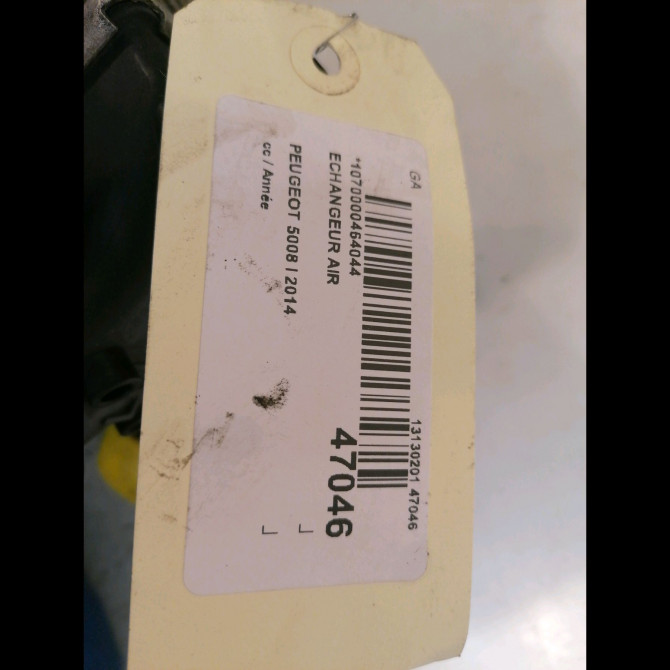 GA
13130201 47046
*1070000464044
ECHANGEUR AIR
47046
PEUGEOT 5008 I 2014
cc / Année